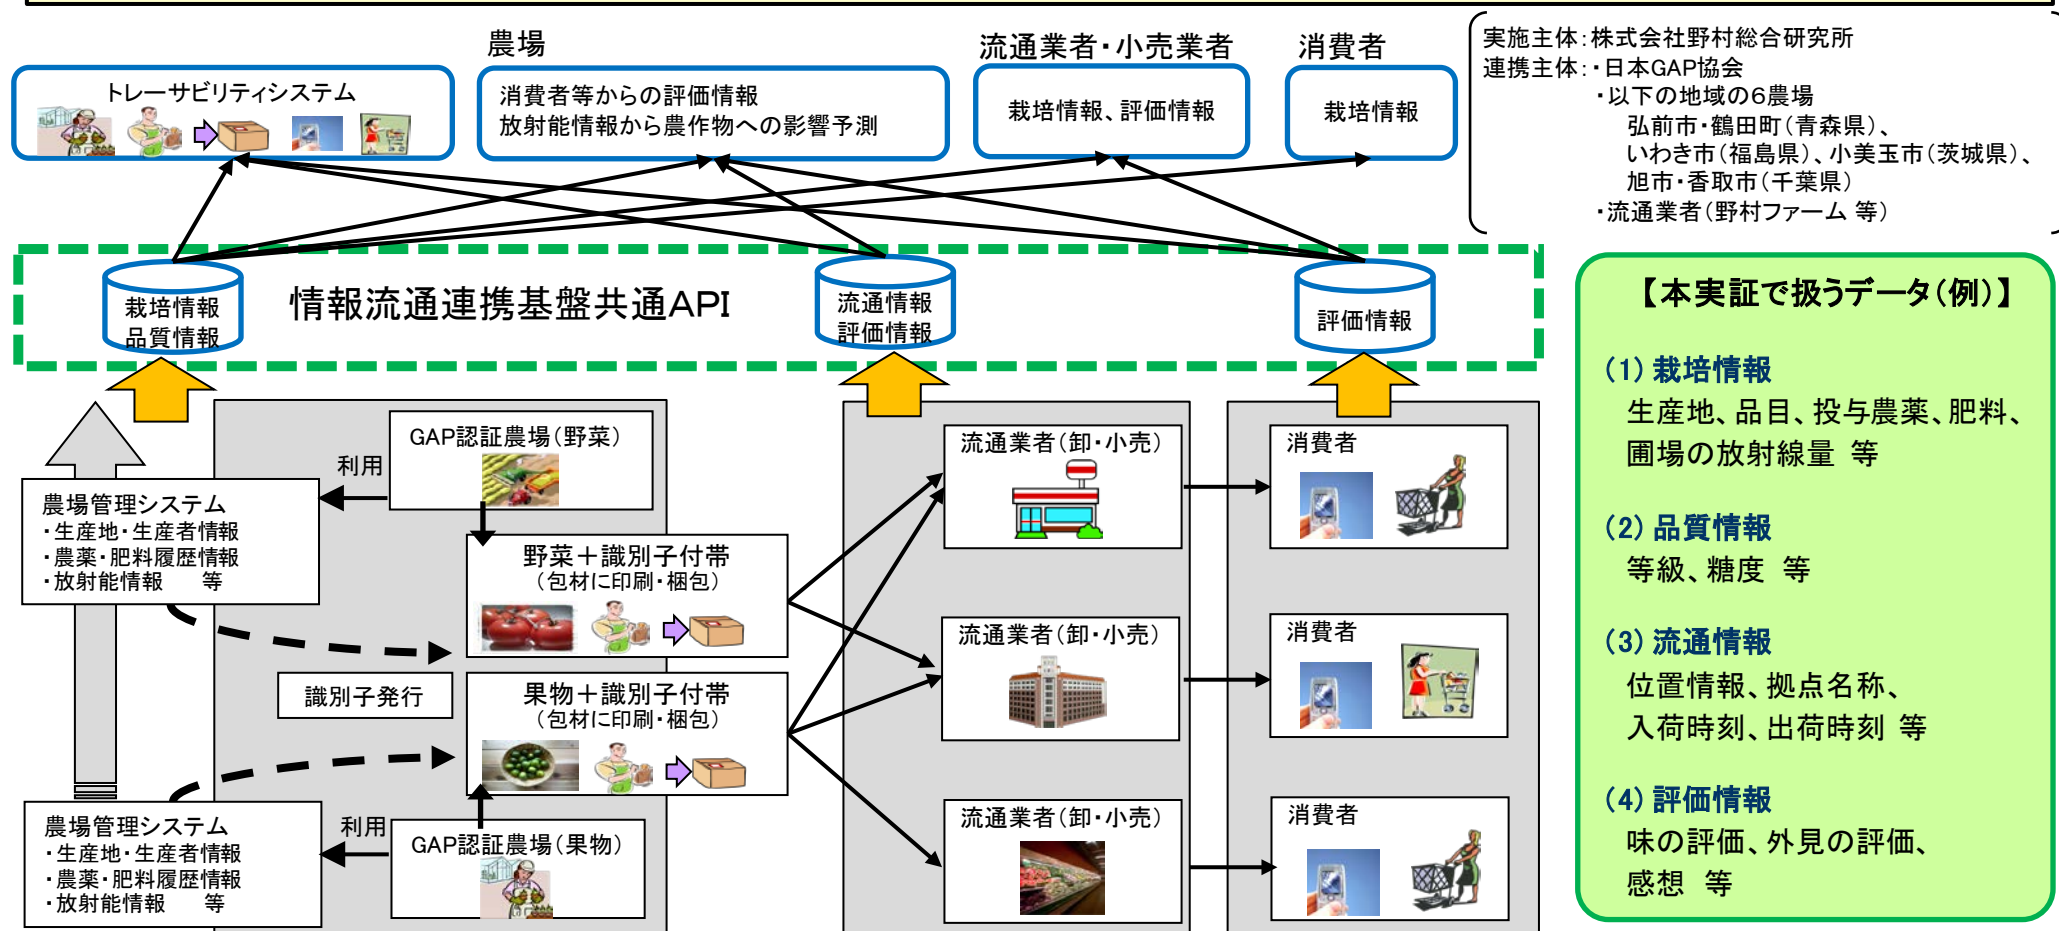 農場
流通業者・小売業者
消費者
トレーサビリティシステム
消費者等からの評価情報
放射能情報から農作物への影響予測
栽培情報、評価情報
栽培情報
実施主体：株式会社野村総合研究所
連携主体：・日本GAP協会
・以下の地域の6農場
弘前市・鶴田町（青森県）、
いわき市（福島県）、小美玉市（茨城県）、
旭市・香取市（千葉県）
・流通業者（野村ファーム 等）
栽培情報
品質情報
情報流通連携基盤共通API
流通情報
評価情報
評価情報
GAP認証農場（野菜）
利用
農場管理システム
・生産地・生産者情報
・農薬・肥料履歴情報
・放射能情報　等
野菜＋識別子付帯
（包材に印刷・梱包）
識別子発行
果物＋識別子付帯
（包材に印刷・梱包）
農場管理システム
・生産地・生産者情報
・農薬・肥料履歴情報
・放射能情報　等
利用
GAP認証農場（果物）
流通業者（卸・小売）
流通業者（卸・小売）
流通業者（卸・小売）
消費者
消費者
消費者
【本実証で扱うデータ（例）】
（1）栽培情報
生産地、品目、投与農薬、肥料、
圃場の放射線量 等
（2）品質情報
等級、糖度 等
（3）流通情報
位置情報、拠点名称、
入荷時刻、出荷時刻 等
（4）評価情報
味の評価、外見の評価、
感想 等